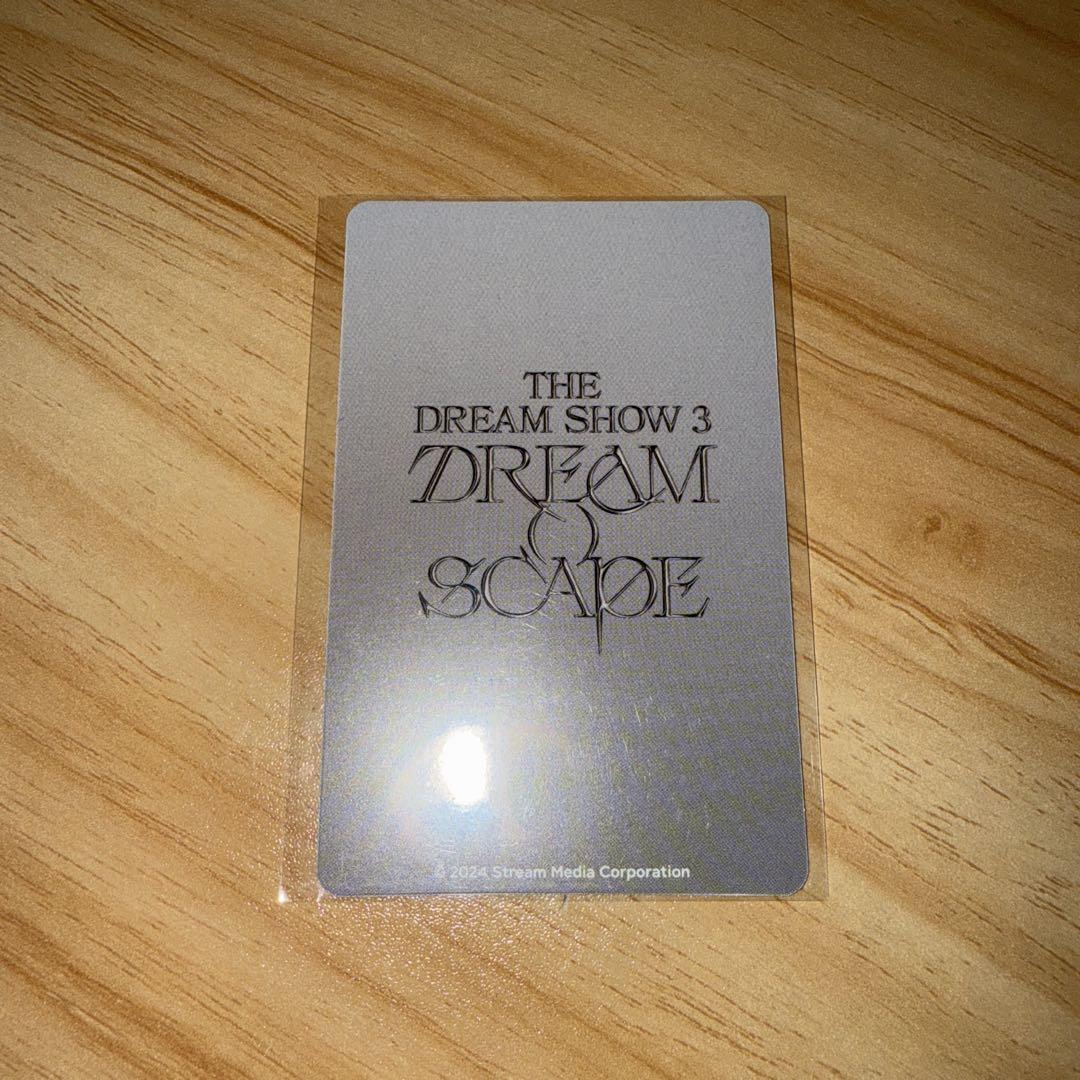 THE
DREAM SHOW 3
DREAM
SCAPE
© 2024 Stream Media Corporation